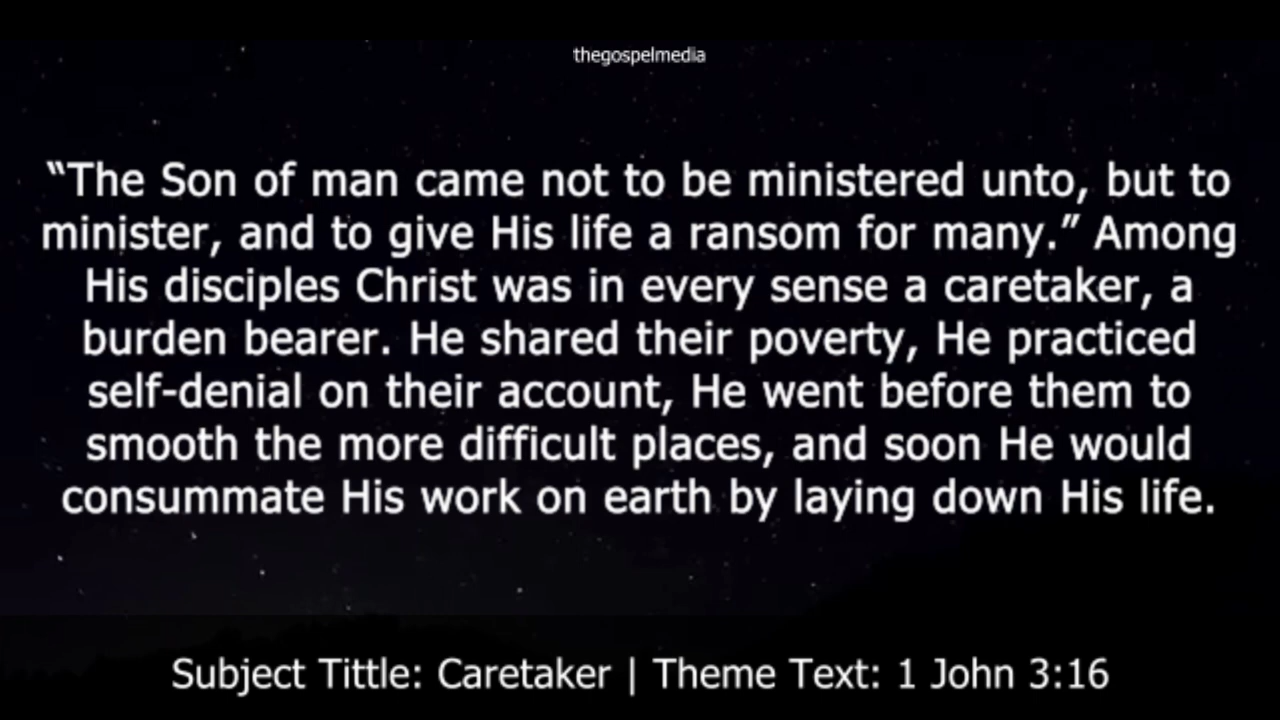 thegospelmedia
“The Son of man came not to be ministered unto, but to
minister, and to give His life a ransom for many.” Among
His disciples Christ was in every sense a caretaker, a
burden bearer. He shared their poverty, He practiced
self-denial on their account, He went before them to
smooth the more difficult places, and soon He would
consummate His work on earth by laying down His life.
Subject Tittle: Caretaker | Theme Text: 1 John 3:16